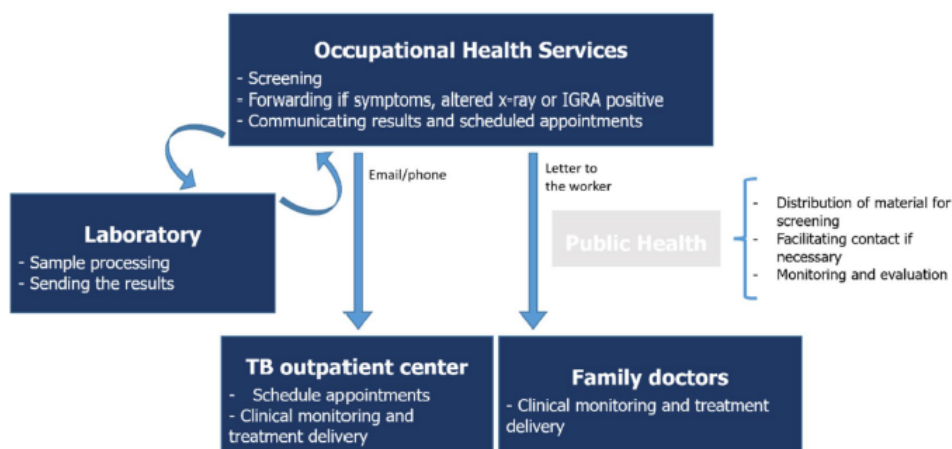 Occupational Health Services
- Screening
- Forwarding if symptoms, altered x-ray or IGRA positive
- Communicating results and scheduled appointments
Email/phone
Letter to
the worker
Laboratory
- Sample processing
- Sending the results
Public Health
- Distribution of material for
screening
- Facilitating contact if
necessary
- Monitoring and evaluation
TB outpatient center
- Schedule appointments
- Clinical monitoring and
treatment delivery
Family doctors
- Clinical monitoring and treatment
delivery